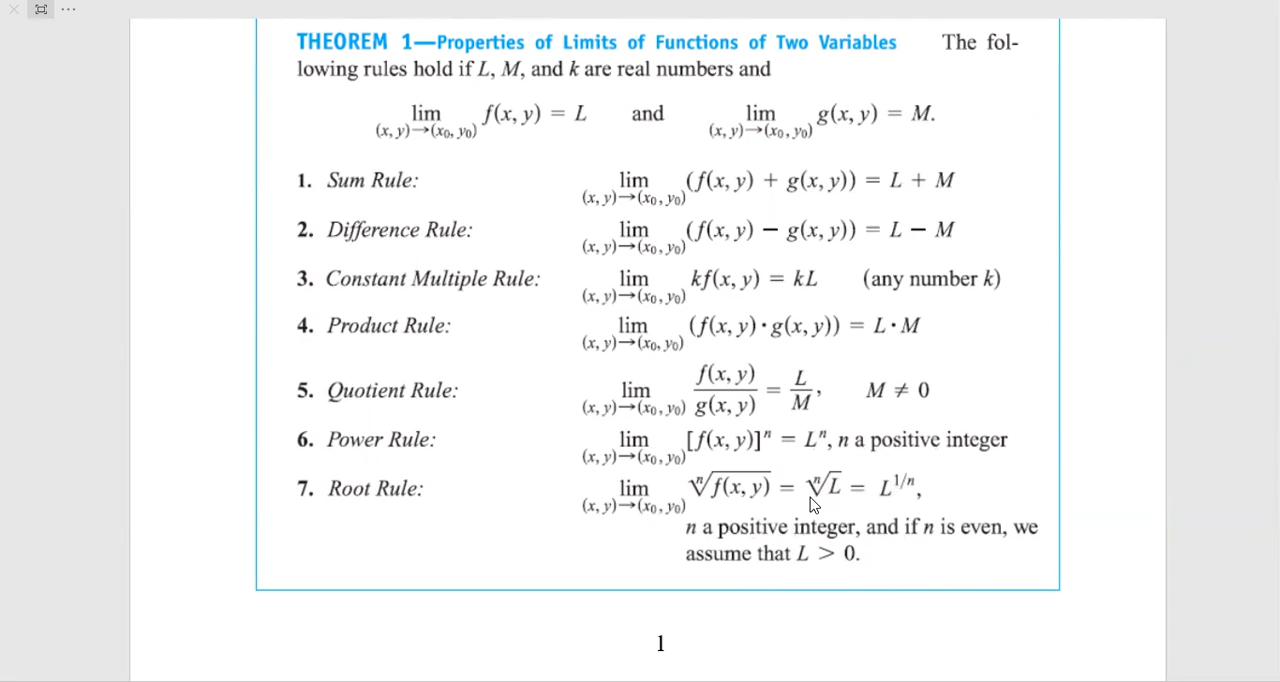 THEOREM 1—Properties of Limits of Functions of Two Variables The fol-
lowing rules hold if L, M, and k are real numbers and
lim f(x, y) = L and lim g(x, y) = M.
(x, y)→(x₀, y₀) (x, y)→(x₀, y₀)
1. Sum Rule: lim (f(x, y) + g(x, y)) = L + M
(x, y)→(x₀, y₀)
2. Difference Rule: lim (f(x, y) − g(x, y)) = L − M
(x, y)→(x₀, y₀)
3. Constant Multiple Rule: lim kf(x, y) = kL (any number k)
(x, y)→(x₀, y₀)
4. Product Rule: lim (f(x, y) · g(x, y)) = L · M
(x, y)→(x₀, y₀)
5. Quotient Rule: lim f(x, y)/g(x, y) = L/M, M ≠ 0
(x, y)→(x₀, y₀)
6. Power Rule: lim [f(x, y)]ⁿ = Lⁿ, n a positive integer
(x, y)→(x₀, y₀)
7. Root Rule: lim ⁿ√f(x, y) = ⁿ√L = L^(1/n),
(x, y)→(x₀, y₀)
n a positive integer, and if n is even, we
assume that L > 0.
1